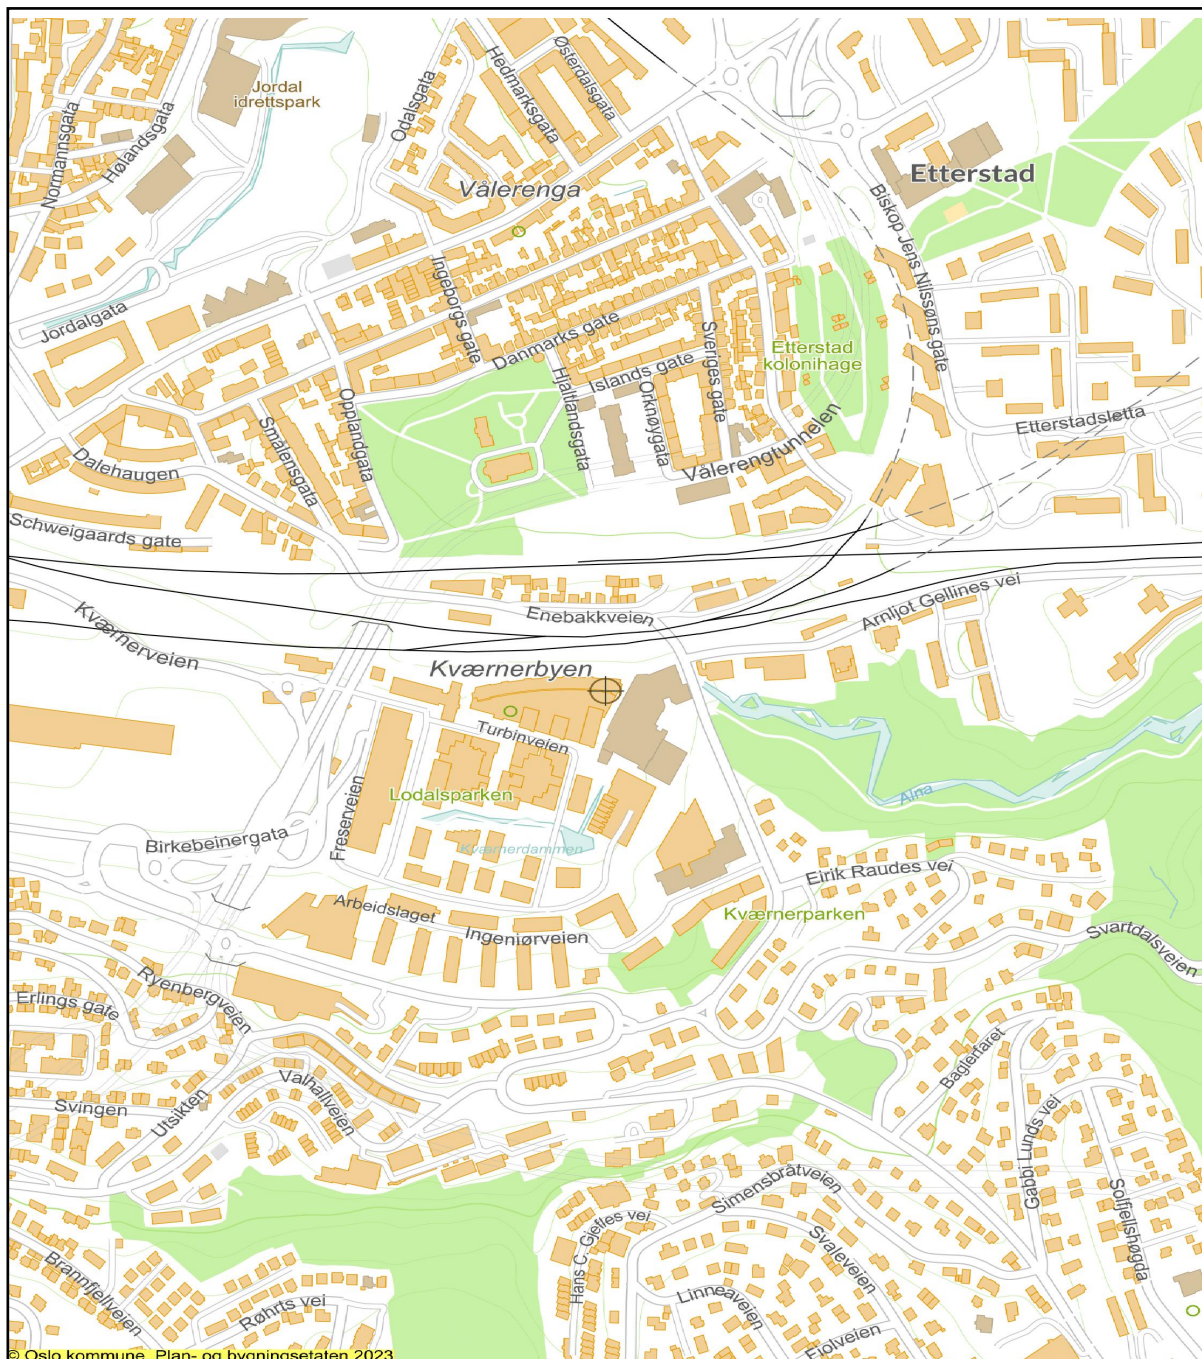 Jordal
idrettspark
Normannsgata
Hølandsgata
Odalsgata
Hedmarksgata
Østerdalsgata
Vålerenga
Etterstad
Biskop Jens Nilssøns gate
Jordalgata
Ingeborgs gate
Danmarks gate
Islands gate
Hjaltlandsgata
Orknøygata
Sveriges gate
Etterstad
kolonihage
Vålerengtunnelen
Etterstadsletta
Opplandgata
Smålensgata
Dalehaugen
Schweigaards gate
Kværnerveien
Enebakkveien
Arnljot Gellines vei
Kværnerbyen
Turbinveien
Lodalsparken
Freserveien
Kværnerdammen
Alna
Birkebeinergata
Eirik Raudes vei
Arbeidslaget
Ingeniørveien
Kværnerparken
Svartdalsveien
Ryenbergveien
Erlings gate
Svingen
Utsikten
Valhallveien
Baglerfaret
Gabbi Lunds vei
Solfjellshøgda
Simensbråtveien
Svaleveien
Hans C. Gjefles vei
Linneaveien
Fiolveien
Brannfjellveien
Røhrts vei
© Oslo kommune, Plan- og bygningsetaten 2023